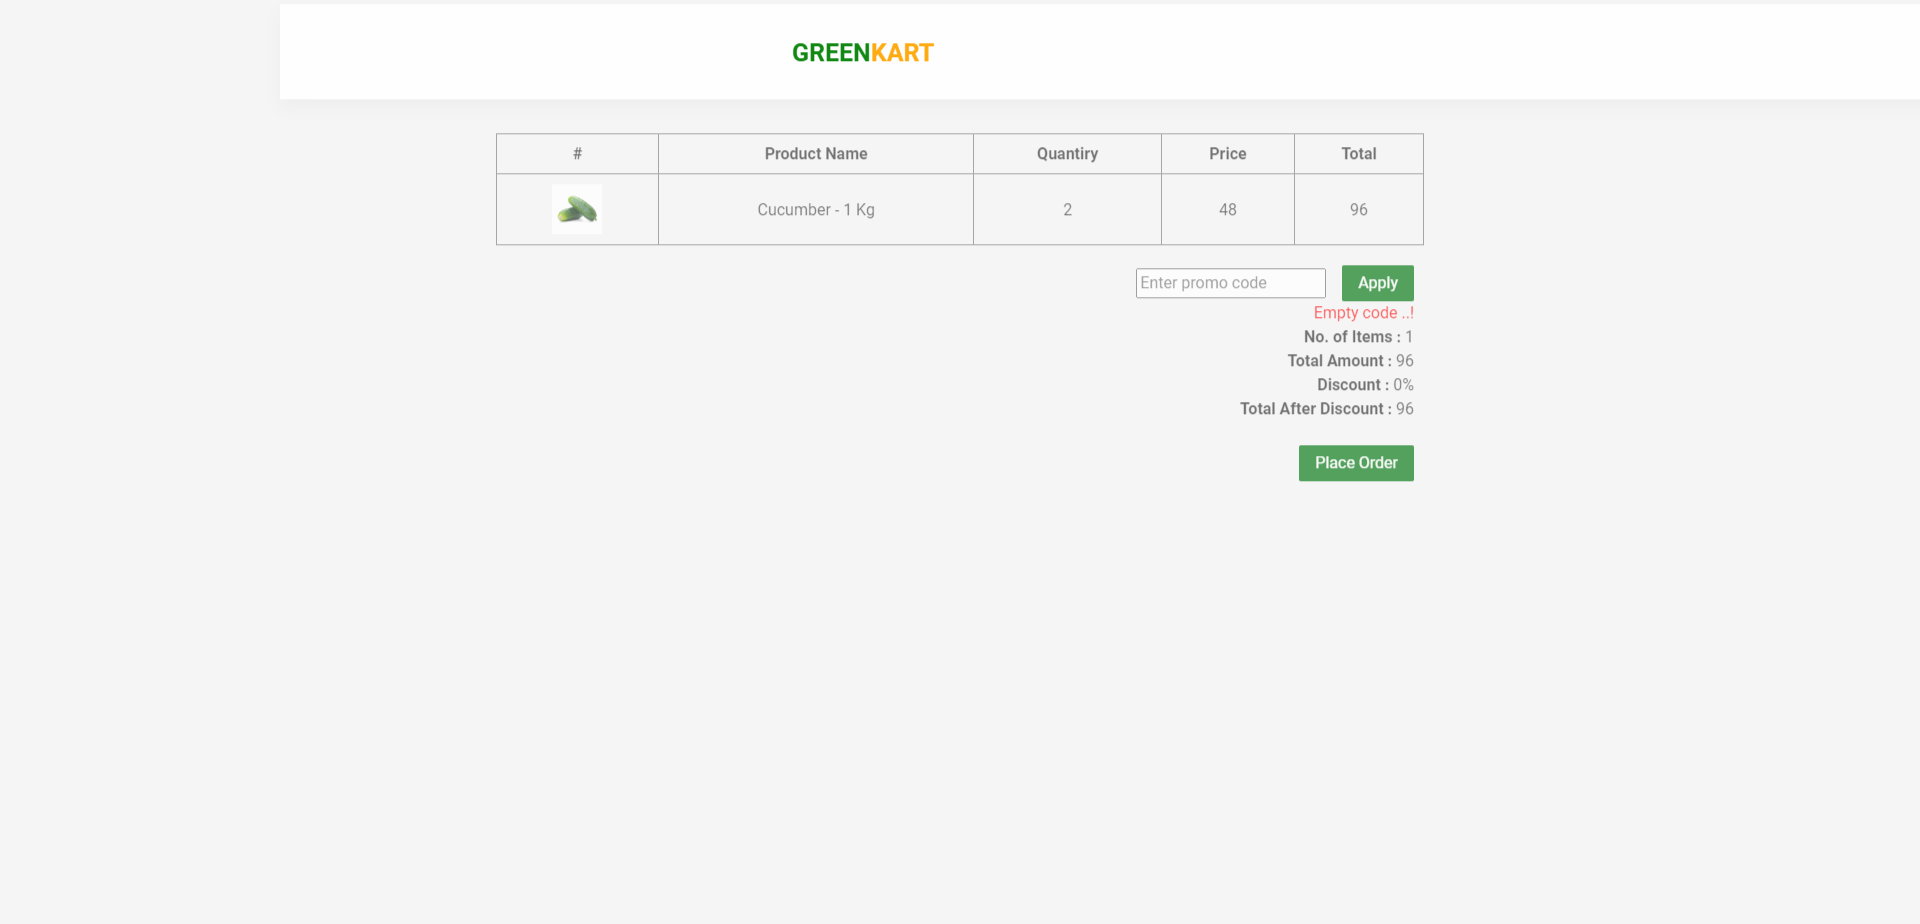 GREENKART
# Product Name Quantiry Price Total
Cucumber - 1 Kg 2 48 96
Enter promo code Apply
Empty code ..!
No. of Items : 1
Total Amount : 96
Discount : 0%
Total After Discount : 96
Place Order